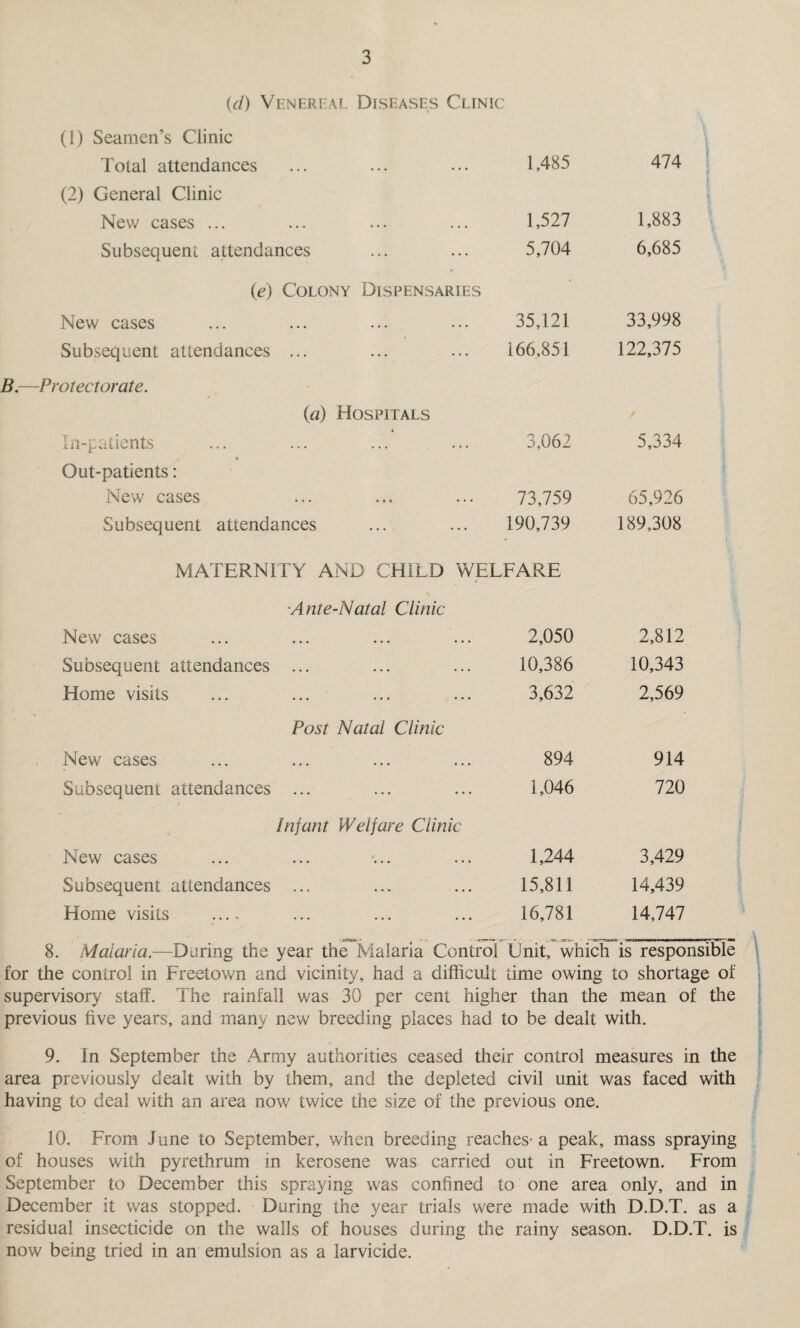 3
(d) VENEREAL DISEASES CLINIC
(1) Seamen's Clinic
Total attendances ... ... ... 1,485 474
(2) General Clinic
New cases ... ... ... ... 1,527 1,883
Subsequent attendances ... ... 5,704 6,685
(e) COLONY DISPENSARIES
New cases ... ... ... ... 35,121 33,998
Subsequent attendances ... ... ... 166,851 122,375
B.—Protectorate.
(a) HOSPITALS
In-patients ... ... ... ... 3,062 5,334
Out-patients:
New cases ... ... ... 73,759 65,926
Subsequent attendances ... ... 190,739 189,308
MATERNITY AND CHILD WELFARE
Ante-Natal Clinic
New cases ... ... ... ... 2,050 2,812
Subsequent attendances ... ... ... 10,386 10,343
Home visits ... ... ... ... 3,632 2,569
Post Natal Clinic
New cases ... ... ... ... 894 914
Subsequent attendances ... ... ... 1,046 720
Infant Welfare Clinic
New cases ... ... ... ... 1,244 3,429
Subsequent attendances ... ... ... 15,811 14,439
Home visits .... ... ... ... 16,781 14,747
8. Malaria.—During the year the Malaria Control Unit, which is responsible
for the control in Freetown and vicinity, had a difficult time owing to shortage of
supervisory staff. The rainfall was 30 per cent higher than the mean of the
previous five years, and many new breeding places had to be dealt with.
9. In September the Army authorities ceased their control measures in the
area previously dealt with by them, and the depleted civil unit was faced with
having to deal with an area now twice the size of the previous one.
10. From June to September, when breeding reaches a peak, mass spraying
of houses with pyrethrum in kerosene was carried out in Freetown. From
September to December this spraying was confined to one area only, and in
December it was stopped. During the year trials were made with D.D.T. as a
residual insecticide on the walls of houses during the rainy season. D.D.T. is
now being tried in an emulsion as a larvicide.